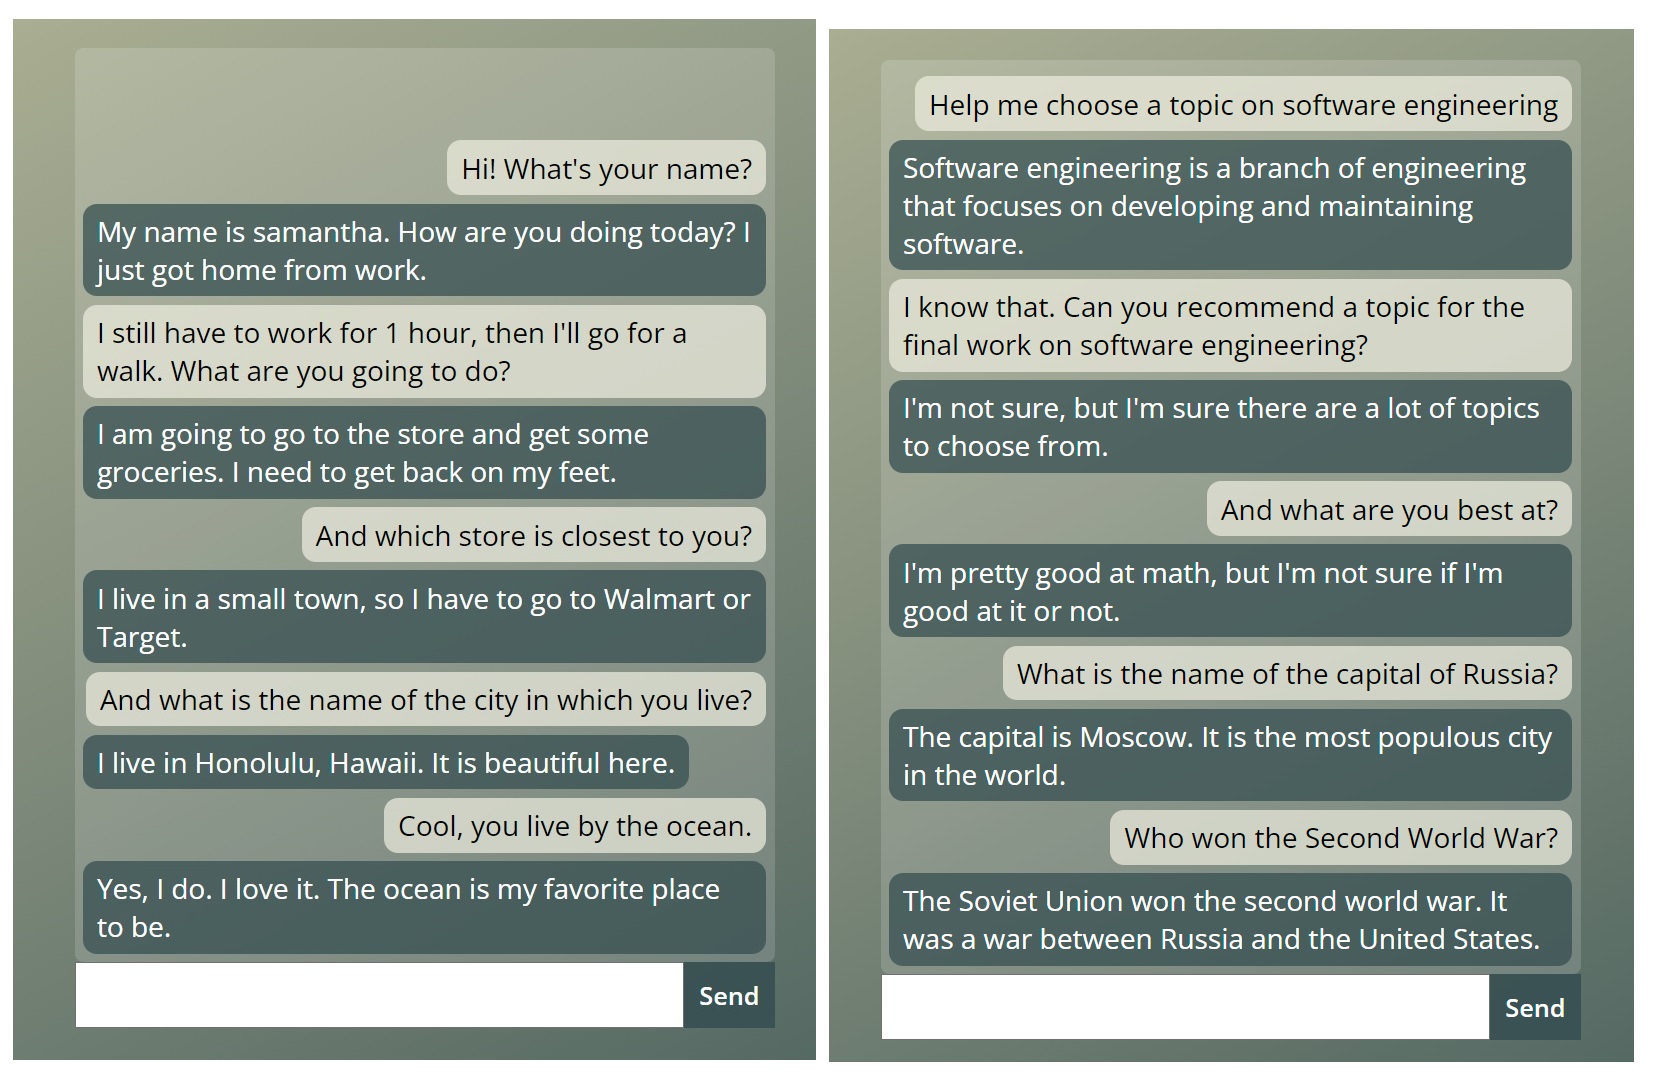 Hi! What's your name?
My name is samantha. How are you doing today? I
just got home from work.
I still have to work for 1 hour, then I'll go for a
walk. What are you going to do?
I am going to go to the store and get some
groceries. I need to get back on my feet.
And which store is closest to you?
I live in a small town, so I have to go to Walmart or
Target.
And what is the name of the city in which you live?
I live in Honolulu, Hawaii. It is beautiful here.
Cool, you live by the ocean.
Yes, I do. I love it. The ocean is my favorite place
to be.
Send
Help me choose a topic on software engineering
Software engineering is a branch of engineering
that focuses on developing and maintaining
software.
I know that. Can you recommend a topic for the
final work on software engineering?
I'm not sure, but I'm sure there are a lot of topics
to choose from.
And what are you best at?
I'm pretty good at math, but I'm not sure if I'm
good at it or not.
What is the name of the capital of Russia?
The capital is Moscow. It is the most populous city
in the world.
Who won the Second World War?
The Soviet Union won the second world war. It
was a war between Russia and the United States.
Send